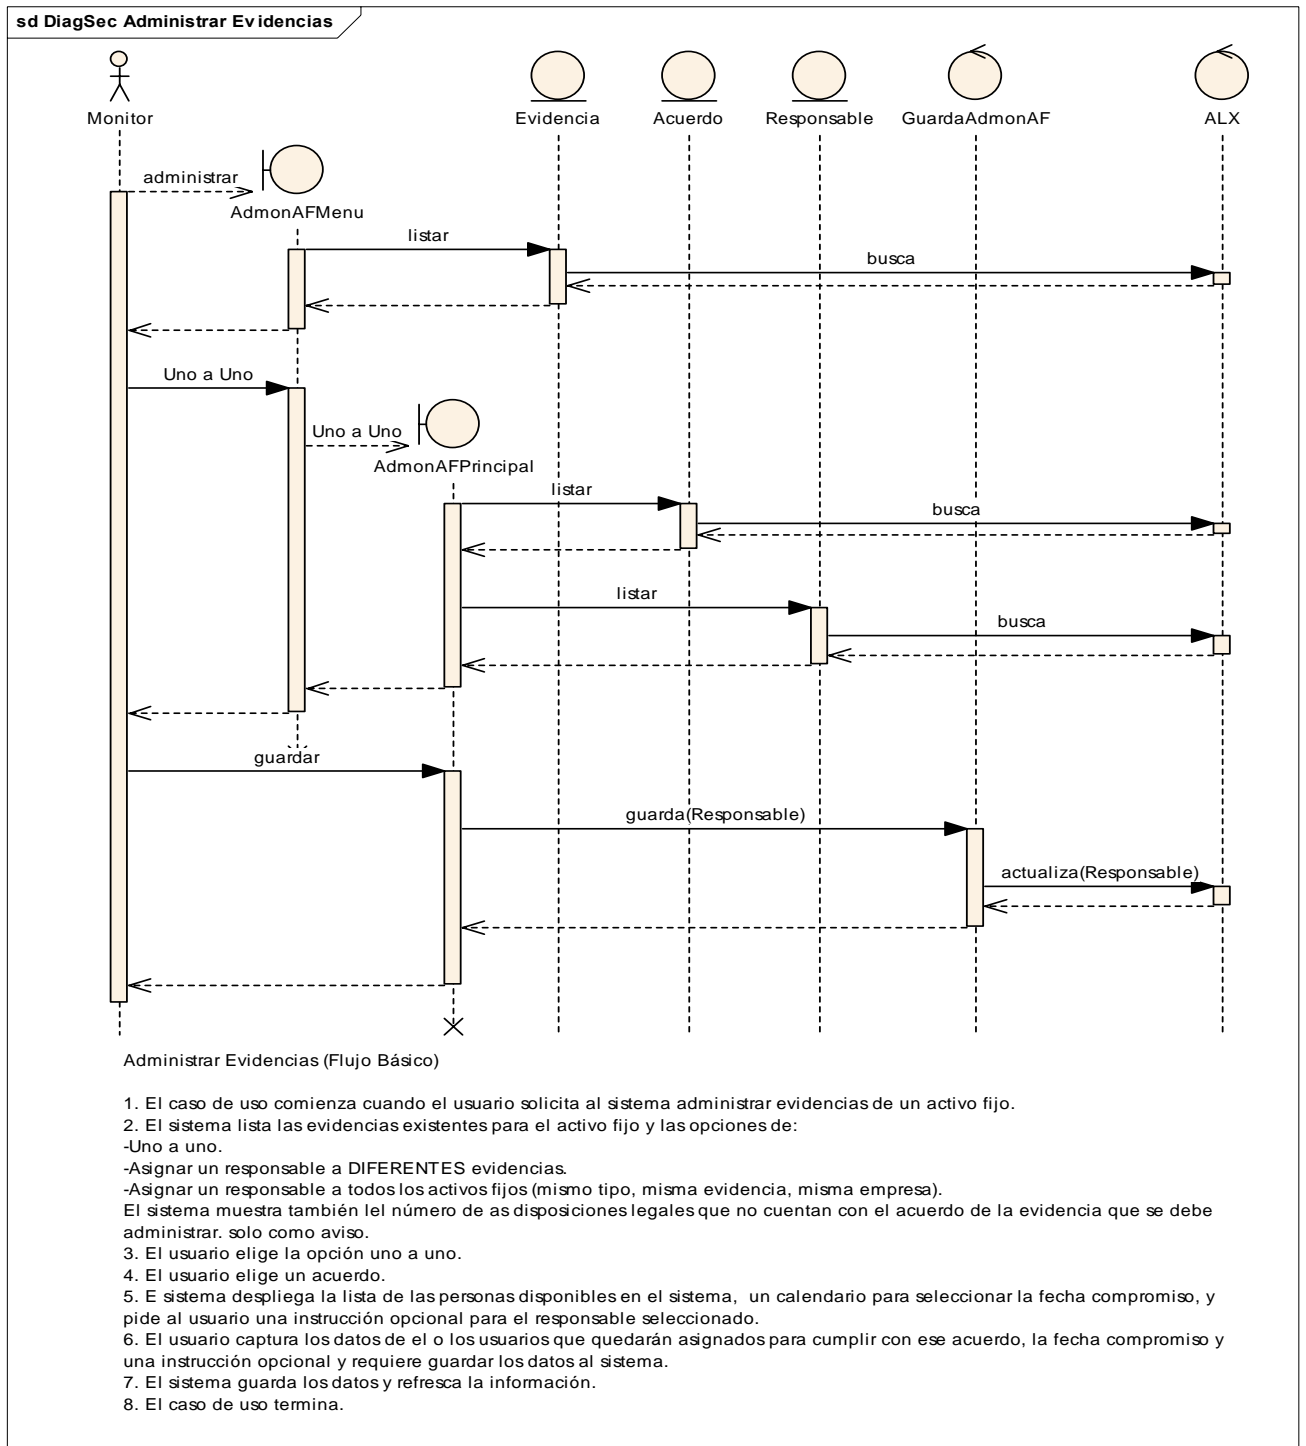 sd DiagSec Administrar Evidencias
Monitor
Evidencia
Acuerdo
Responsable
GuardaAdmonAF
ALX
administrar
AdmonAFMenu
listar
busca
Uno a Uno
Uno a Uno
AdmonAFPrincipal
listar
busca
listar
busca
guardar
guarda(Responsable)
actualiza(Responsable)
Administrar Evidencias (Flujo Básico)
1. El caso de uso comienza cuando el usuario solicita al sistema administrar evidencias de un activo fijo.
2. El sistema lista las evidencias existentes para el activo fijo y las opciones de:
-Uno a uno.
-Asignar un responsable a DIFERENTES evidencias.
-Asignar un responsable a todos los activos fijos (mismo tipo, misma evidencia, misma empresa).
El sistema muestra también lel número de as disposiciones legales que no cuentan con el acuerdo de la evidencia que se debe
administrar. solo como aviso.
3. El usuario elige la opción uno a uno.
4. El usuario elige un acuerdo.
5. E sistema despliega la lista de las personas disponibles en el sistema,  un calendario para seleccionar la fecha compromiso, y
pide al usuario una instrucción opcional para el responsable seleccionado.
6. El usuario captura los datos de el o los usuarios que quedarán asignados para cumplir con ese acuerdo, la fecha compromiso y
una instrucción opcional y requiere guardar los datos al sistema.
7. El sistema guarda los datos y refresca la información.
8. El caso de uso termina.